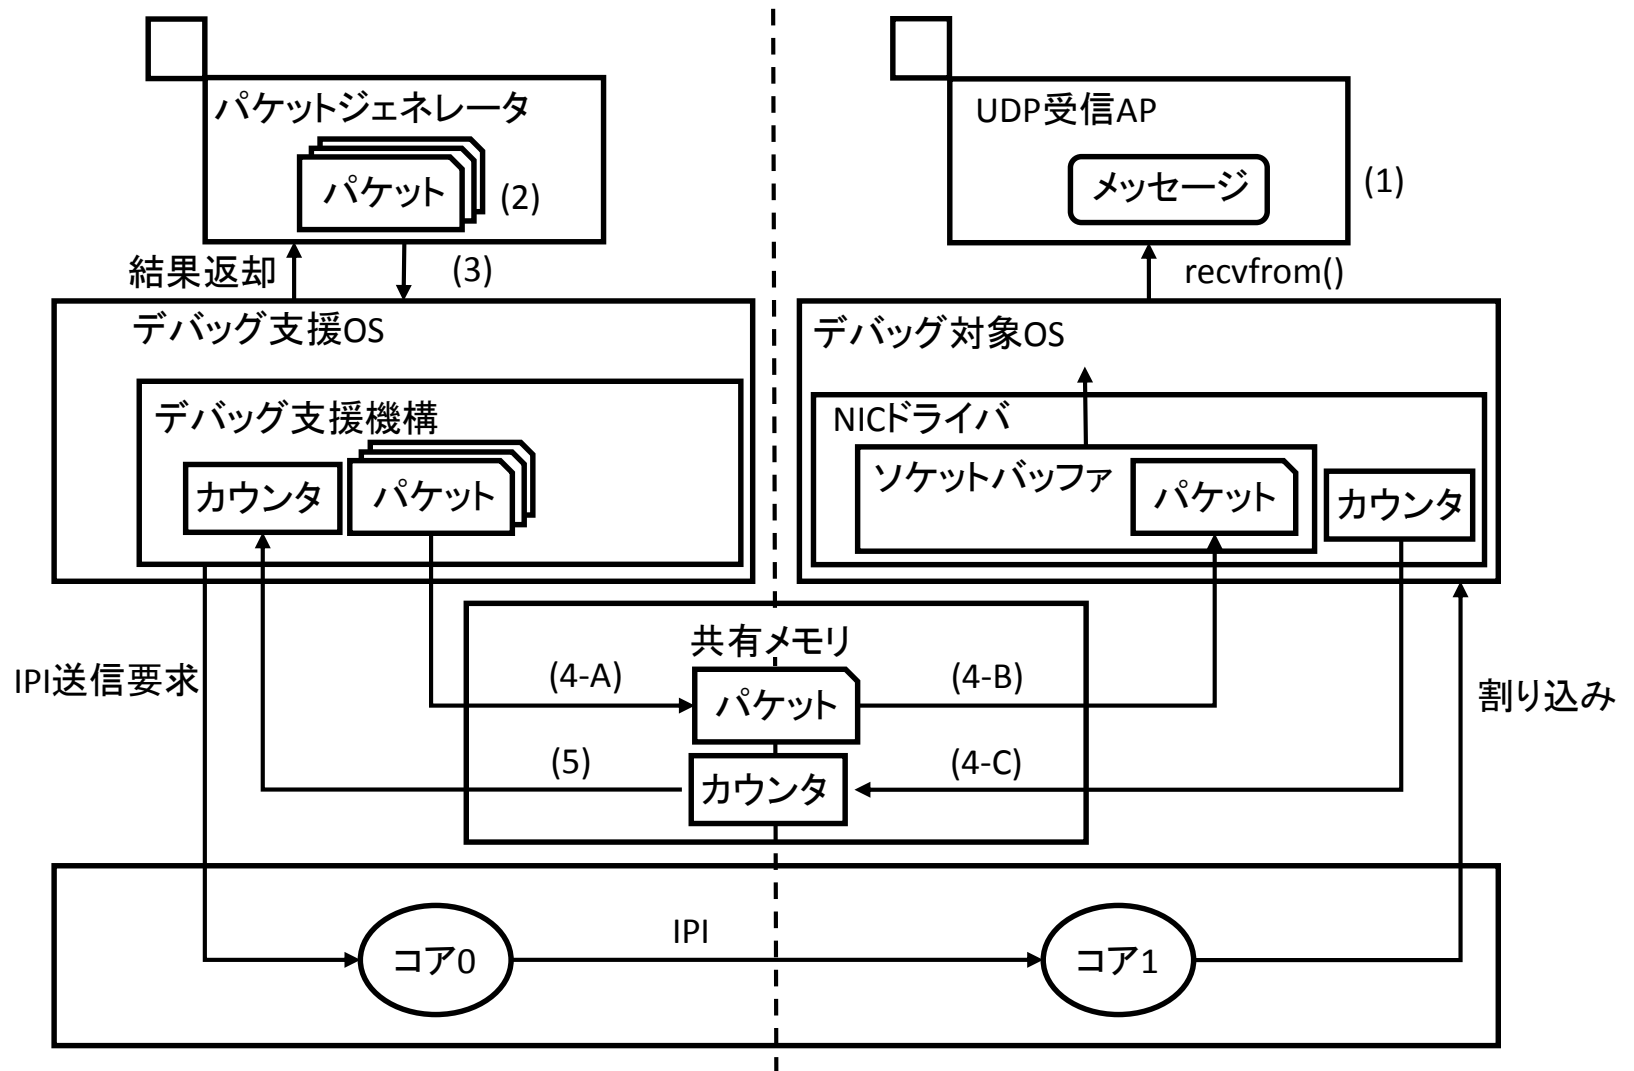 パケットジェネレータ
パケット
(2)
結果返却
(3)
デバッグ支援OS
デバッグ支援機構
カウンタ
パケット
UDP受信AP
メッセージ
(1)
recvfrom()
デバッグ対象OS
NICドライバ
ソケットバッファ
パケット
カウンタ
共有メモリ
IPI送信要求
(4-A)
パケット
(4-B)
割り込み
(5)
カウンタ
(4-C)
コア0
IPI
コア1